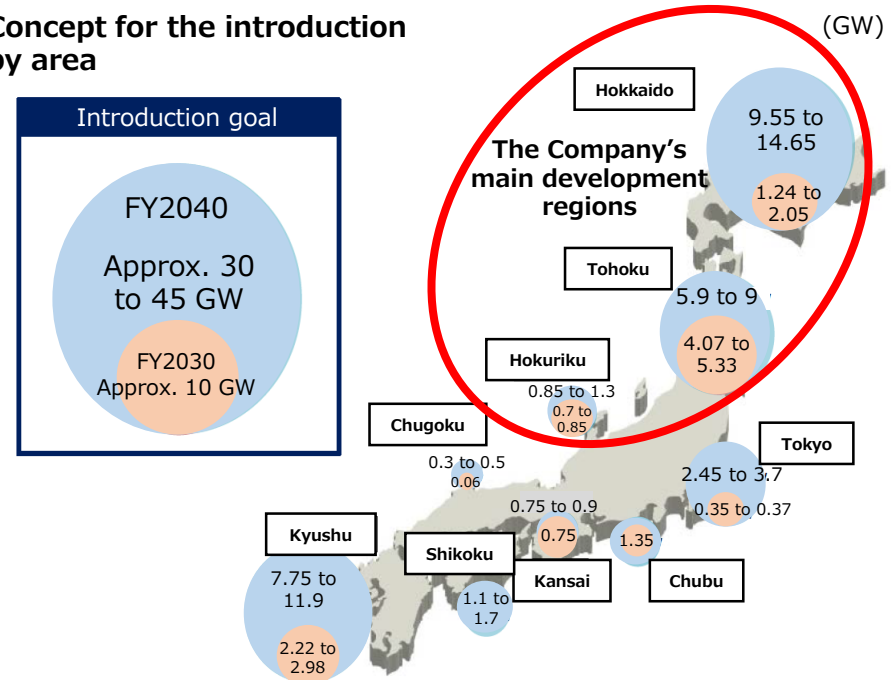 Concept for the introduction
by area
(GW)
Introduction goal
FY2040
Approx. 30
to 45 GW
FY2030
Approx. 10 GW
The Company's
main development
regions
Hokkaido
9.55 to
14.65
1.24 to
2.05
Tohoku
5.9 to 9
4.07 to
5.33
Hokuriku
0.85 to 1.3
0.7 to
0.85
Chugoku
0.3 to 0.5
0.06
Tokyo
2.45 to 3.7
0.35 to 0.37
0.75 to 0.9
0.75
Kansai
1.35
Chubu
Kyushu
7.75 to
11.9
2.22 to
2.98
Shikoku
1.1 to
1.7